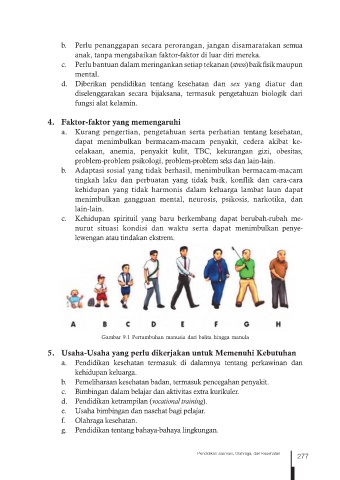 b. Perlu penanggapan secara perorangan, jangan disamaratakan semua
anak, tanpa mengabaikan faktor-faktor di luar diri mereka.
c. Perlu bantuan dalam meringankan setiap tekanan (stres) baik fisik maupun
mental.
d. Diberikan pendidikan tentang kesehatan dan sex yang diatur dan
diselenggarakan secara bijaksana, termasuk pengetahuan biologik dari
fungsi alat kelamin.
4. Faktor-faktor yang memengaruhi
a. Kurang pengertian, pengetahuan serta perhatian tentang kesehatan,
dapat menimbulkan bermacam-macam penyakit, cedera akibat ke-
celakaan, anemia, penyakit kulit, TBC, kekurangan gizi, obesitas,
problem-problem psikologi, problem-problem seks dan lain-lain.
b. Adaptasi sosial yang tidak berhasil, menimbulkan bermacam-macam
tingkah laku dan perbuatan yang tidak baik, konflik dan cara-cara
kehidupan yang tidak harmonis dalam keluarga lambat laun dapat
menimbulkan gangguan mental, neurosis, psikosis, narkotika, dan
lain-lain.
c. Kehidupan spirituil yang baru berkembang dapat berubah-rubah me-
nurut situasi kondisi dan waktu serta dapat menimbulkan penye-
lewengan atau tindakan ekstrem.
A B C D E F G H
Gambar 9.1 Pertumbuhan manusia dari balita hingga manula
5. Usaha-Usaha yang perlu dikerjakan untuk Memenuhi Kebutuhan
a. Pendidikan kesehatan termasuk di dalamnya tentang perkawinan dan
kehidupan keluarga.
b. Pemeliharaan kesehatan badan, termasuk pencegahan penyakit.
c. Bimbingan dalam belajar dan aktivitas extra kurikuler.
d. Pendidikan ketrampilan (vocational training).
e. Usaha bimbingan dan nasehat bagi pelajar.
f. Olahraga kesehatan.
g. Pendidikan tentang bahaya-bahaya lingkungan.
Pendidikan Jasmani, Olahraga, dan Kesehatan 277